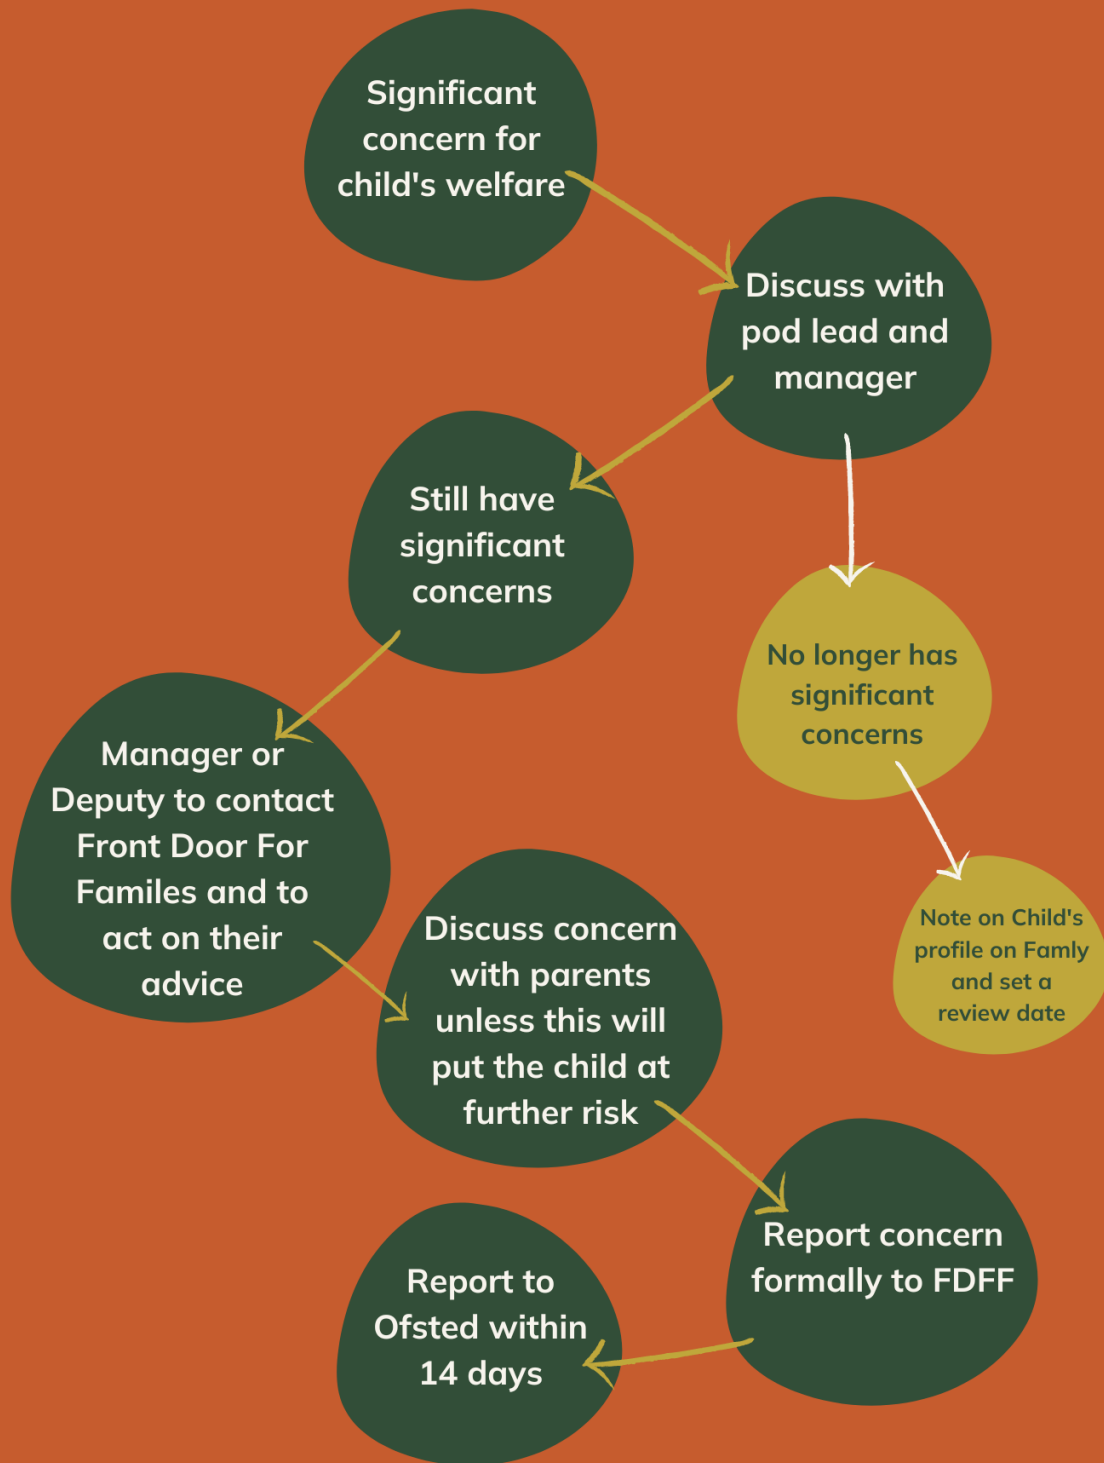 Significant
concern for
child's welfare
Discuss with
pod lead and
manager
Still have
significant
concerns
No longer has
significant
concerns
Manager or
Deputy to contact
Front Door For
Familes and to
act on their
advice
Note on Child's
profile on Famly
and set a
review date
Discuss concern
with parents
unless this will
put the child at
further risk
Report concern
formally to FDFF
Report to
Ofsted within
14 days